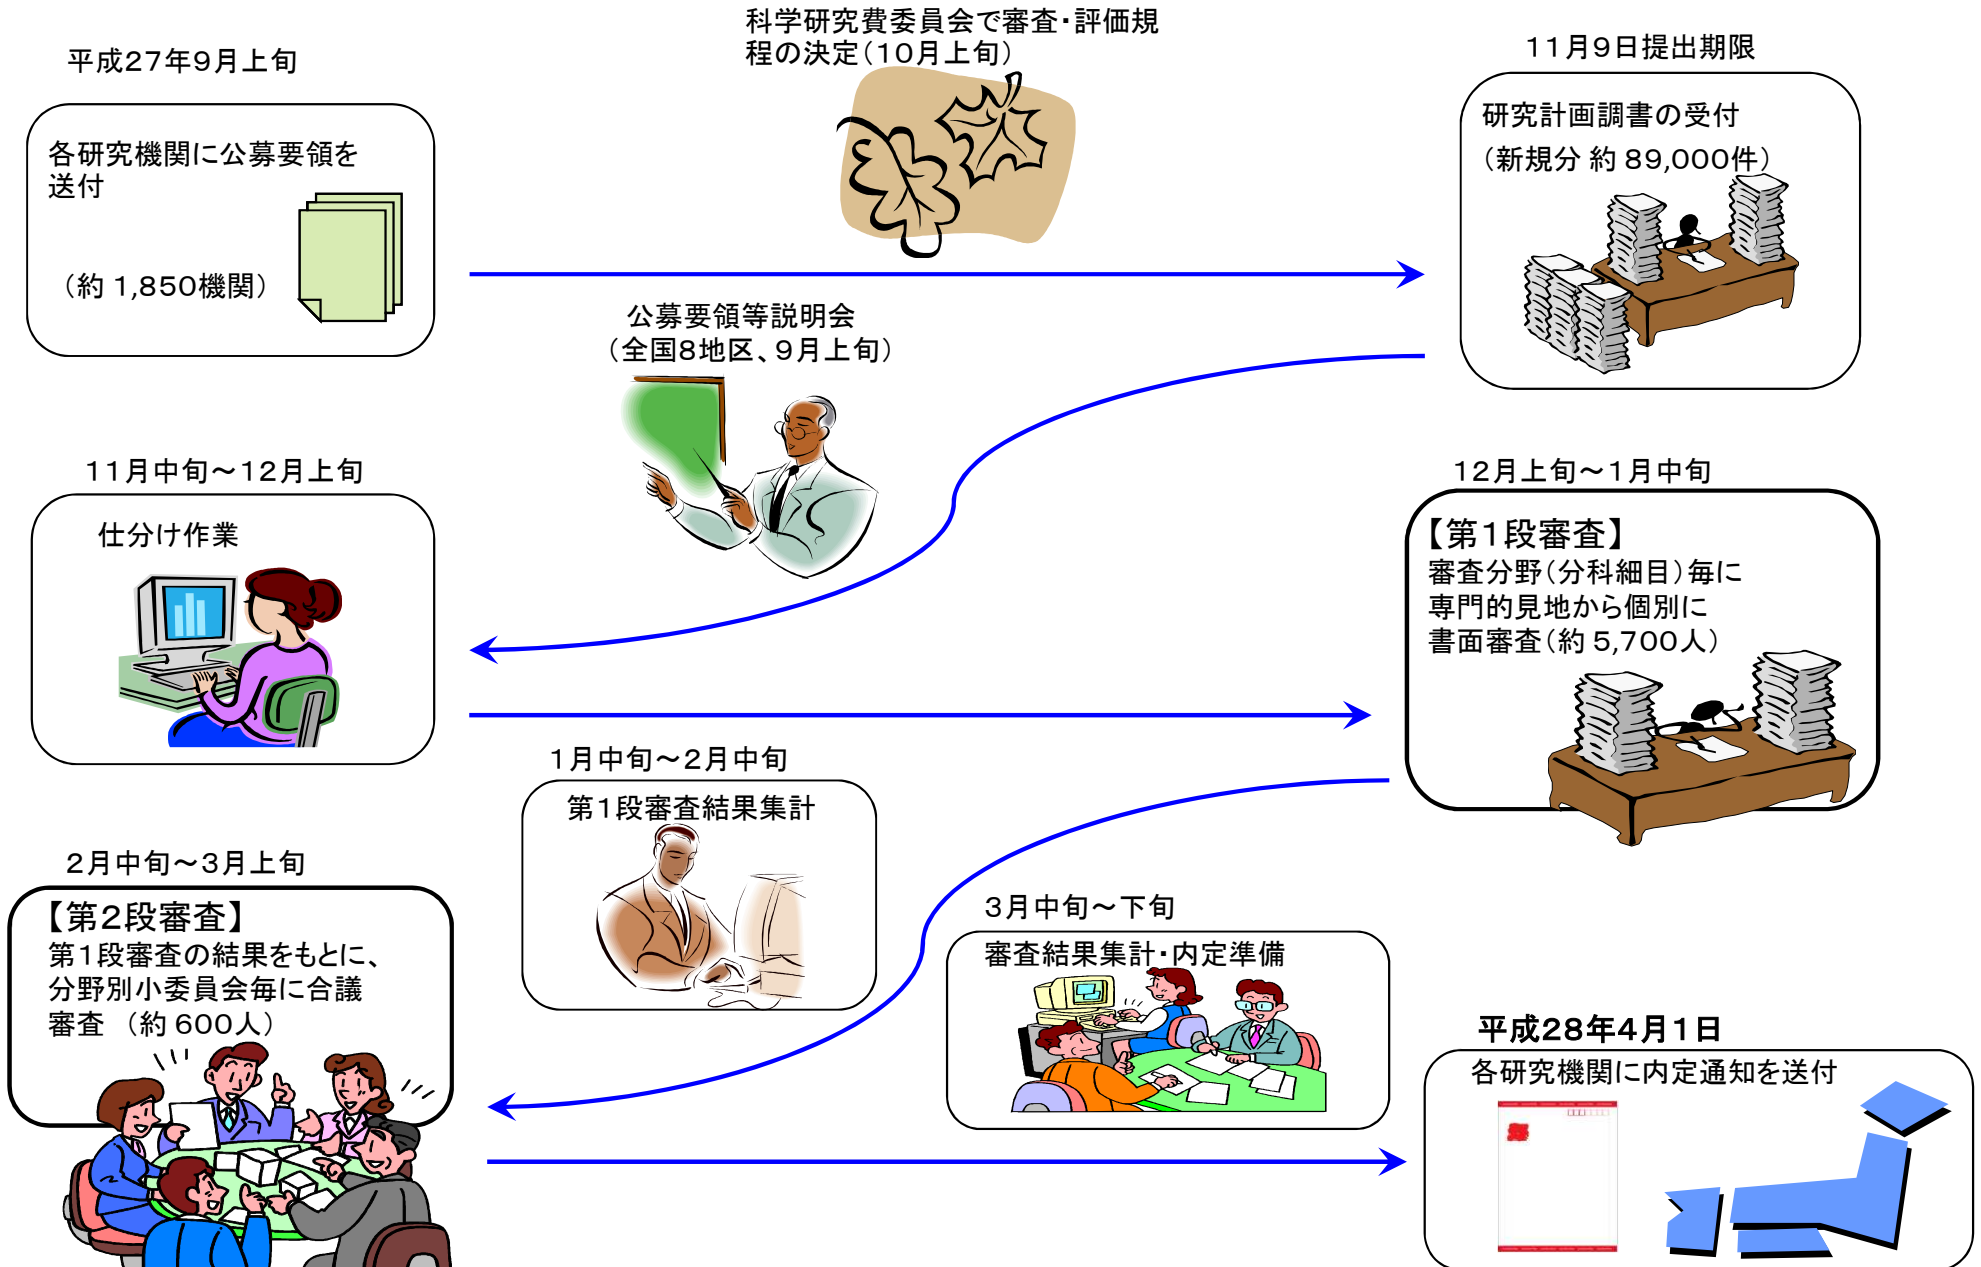 平成27年9月上旬
各研究機関に公募要領を
送付
（約 1,850機関）
科学研究費委員会で審査・評価規
程の決定（10月上旬）
公募要領等説明会
（全国8地区、9月上旬）
11月9日提出期限
研究計画調書の受付
（新規分 約 89,000件）
11月中旬～12月上旬
仕分け作業
12月上旬～1月中旬
【第1段審査】
審査分野（分科細目）毎に
専門的見地から個別に
書面審査（約 5,700人）
1月中旬～2月中旬
第1段審査結果集計
2月中旬～3月上旬
【第2段審査】
第1段審査の結果をもとに、
分野別小委員会毎に合議
審査 （約 600人）
3月中旬～下旬
審査結果集計・内定準備
平成28年4月1日
各研究機関に内定通知を送付